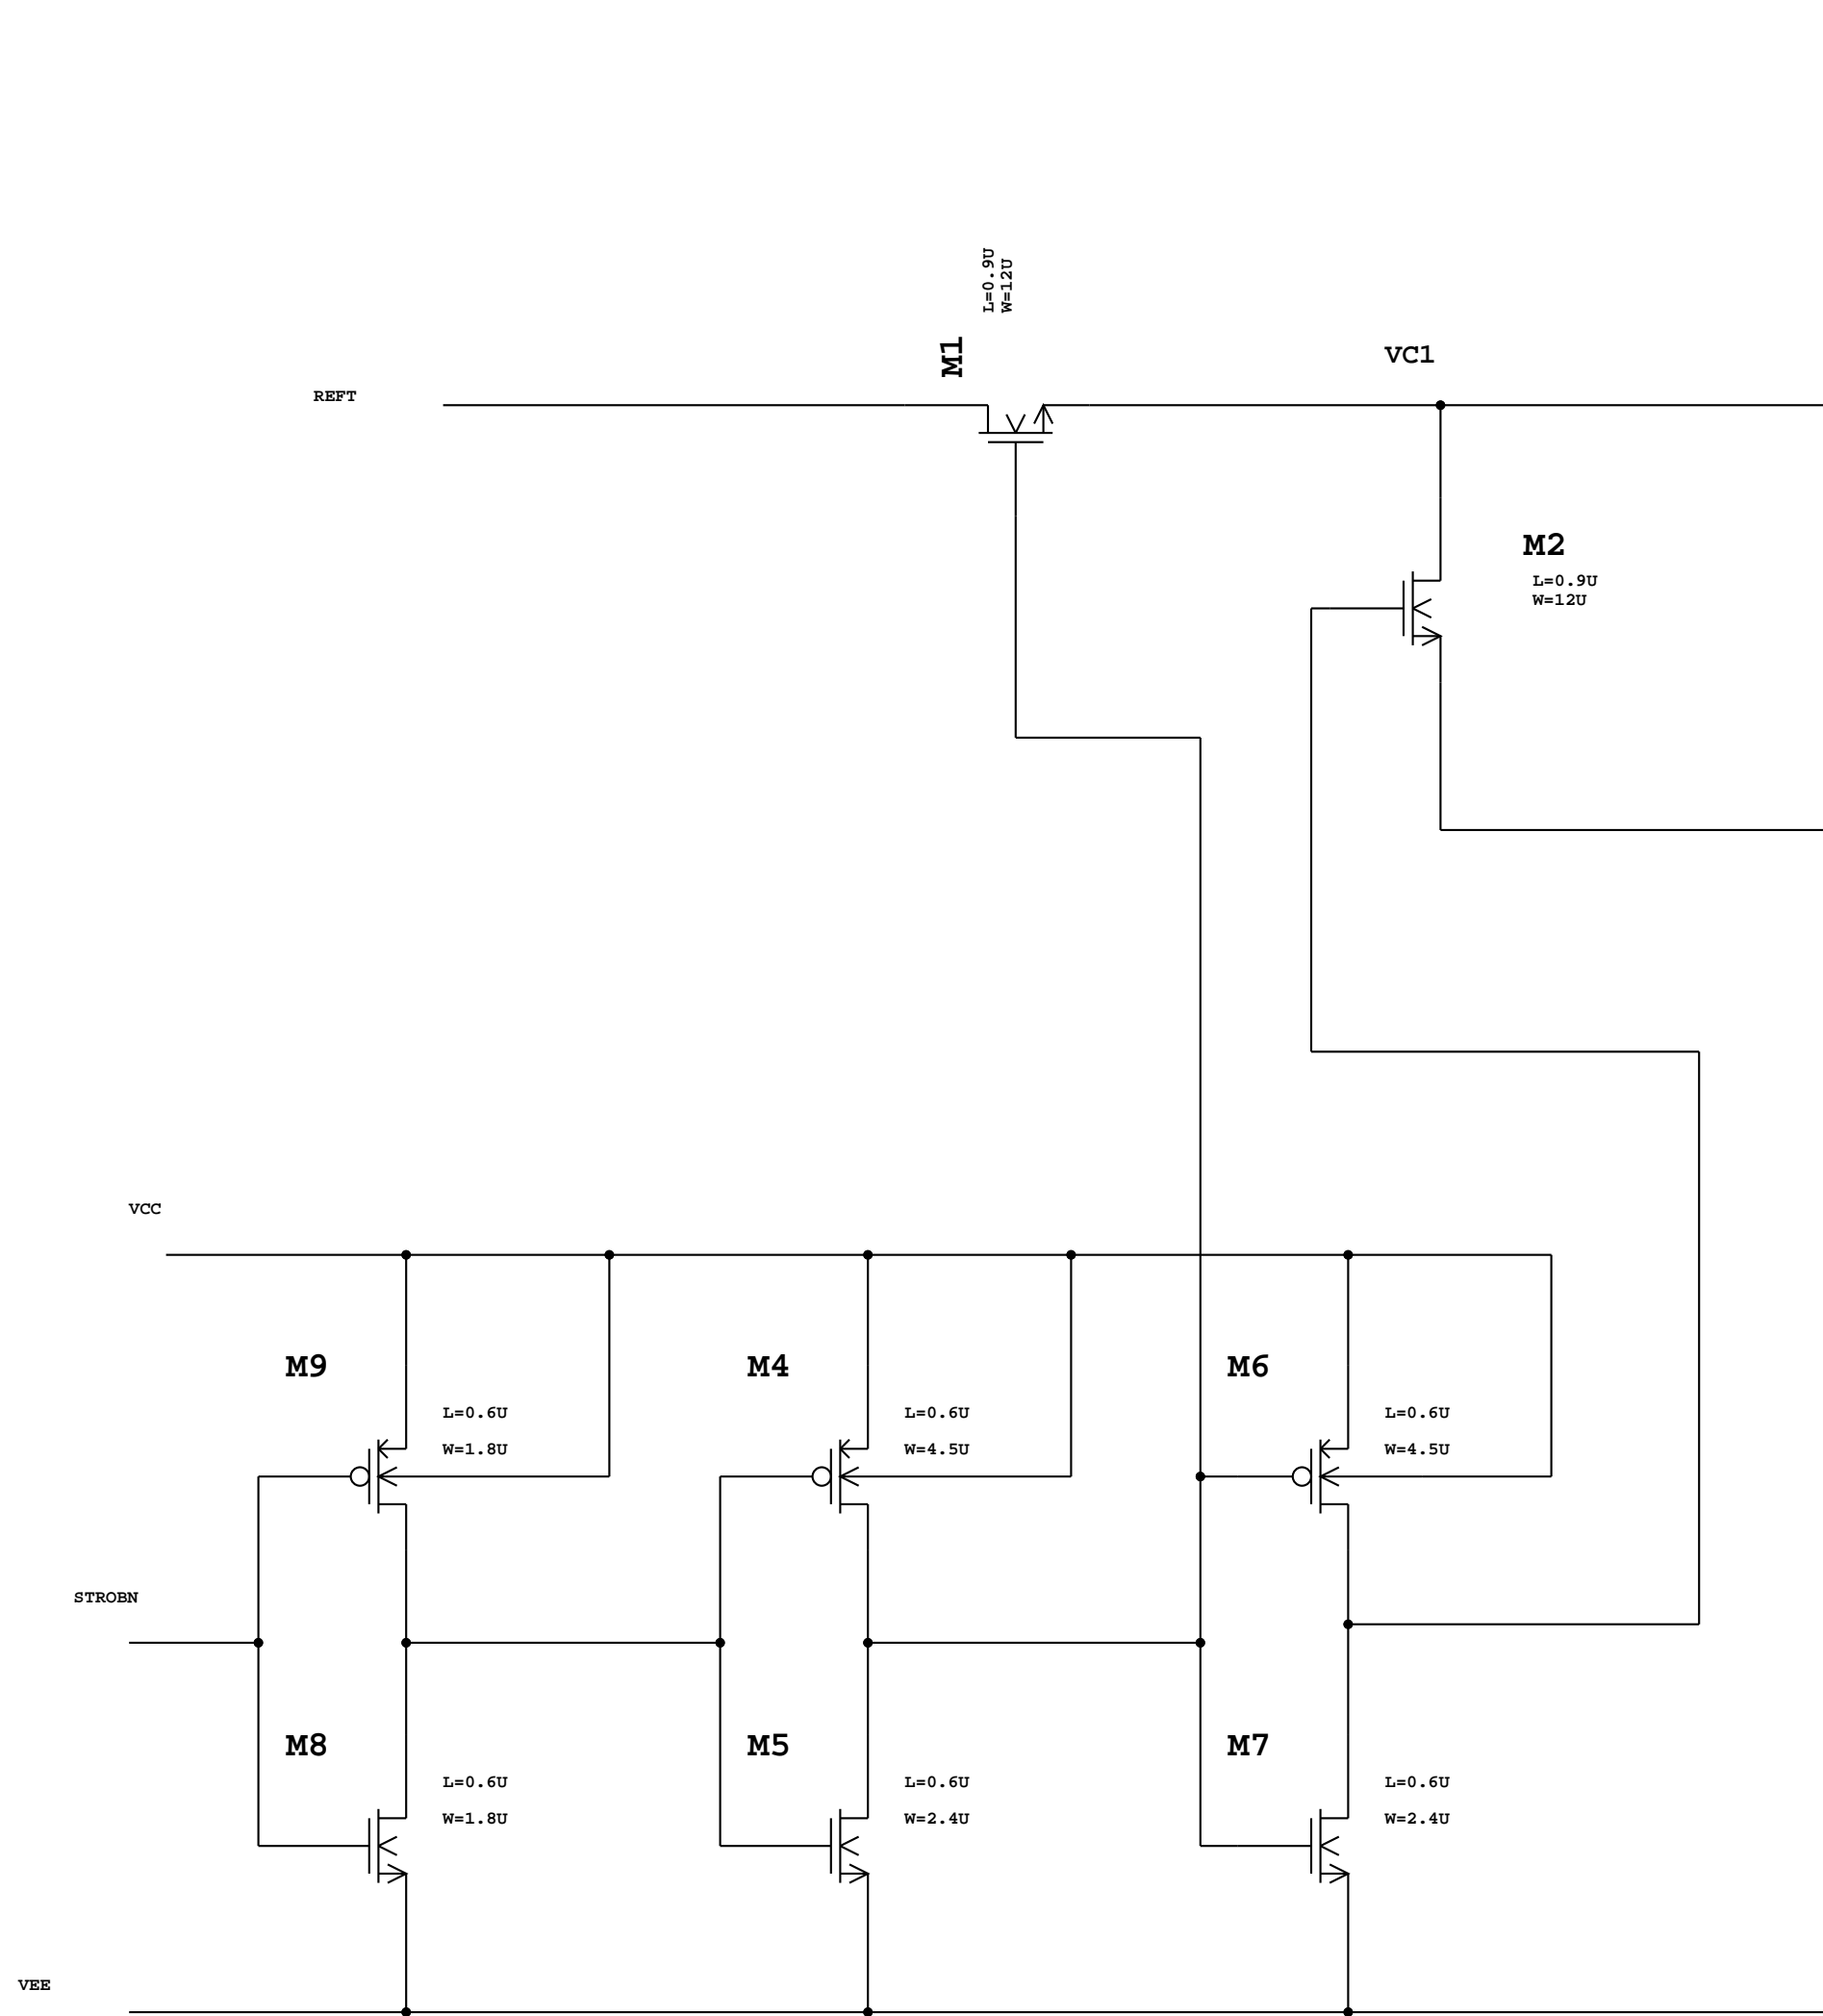 L=0.9U
W=12U
M1
VC1
REFT
M2
L=0.9U
W=12U
VCC
M9
M4
M6
L=0.6U
L=0.6U
L=0.6U
W=1.8U
W=4.5U
W=4.5U
STROBN
M8
M5
M7
L=0.6U
L=0.6U
L=0.6U
W=1.8U
W=2.4U
W=2.4U
VEE